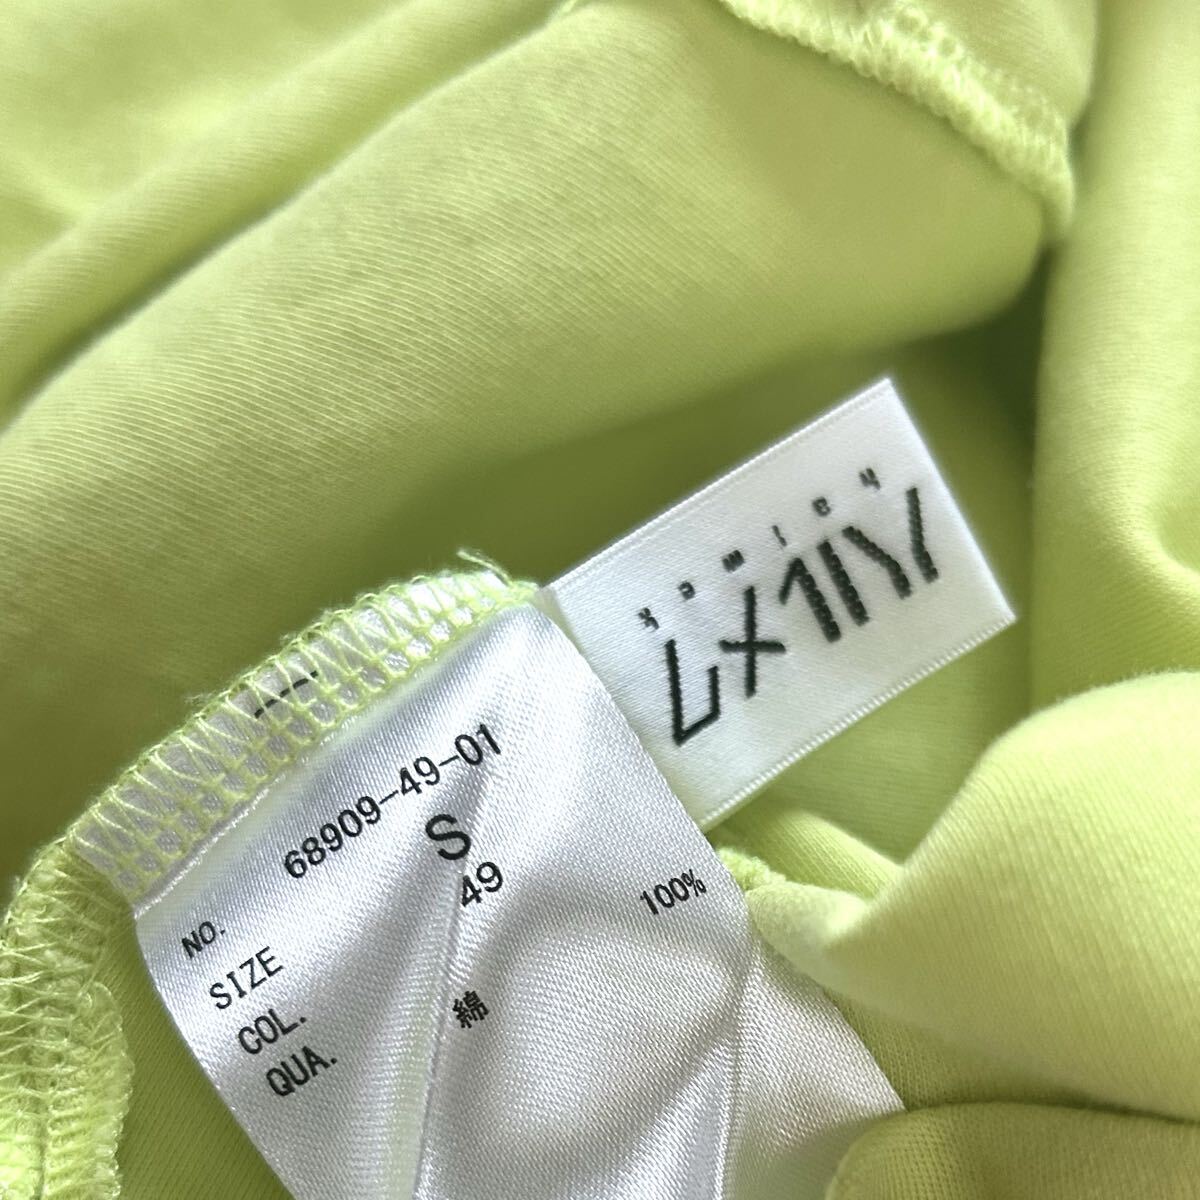 NO. 68909-49-01
SIZE S
COL. 49
QUA. 綿 100%